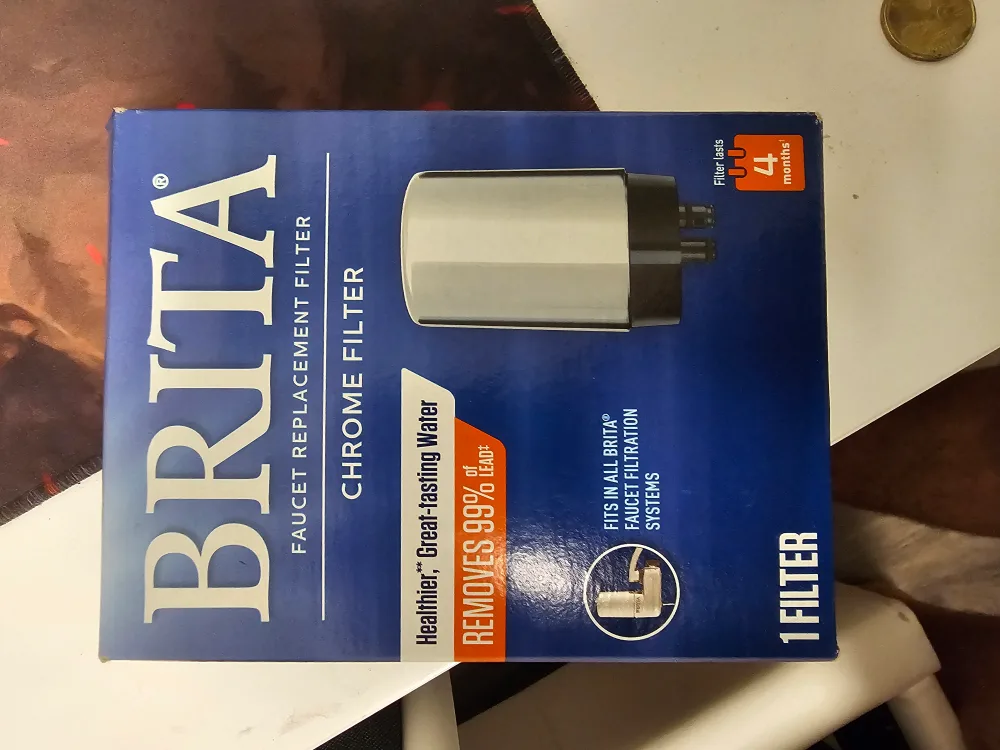 BRITA®
FAUCET REPLACEMENT FILTER
CHROME FILTER
Filter lasts
4
months
Healthier,** Great-tasting Water
REMOVES 99% of LEAD‡
FITS IN ALL BRITA®
FAUCET FILTRATION
SYSTEMS
1 FILTER